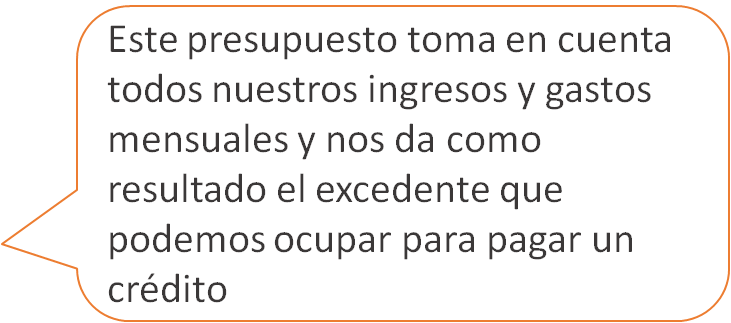 Este presupuesto toma en cuenta
todos nuestros ingresos y gastos
mensuales y nos da como
resultado el excedente que
podemos ocupar para pagar un
crédito